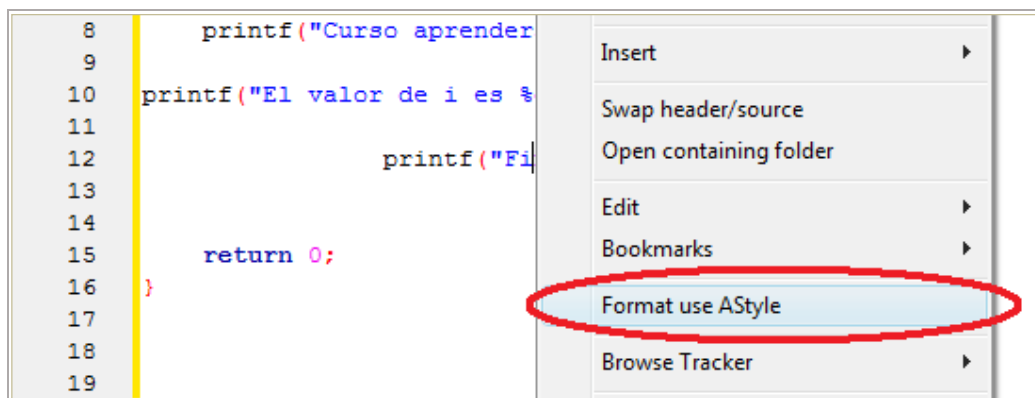 8 printf("Curso aprender
Insert
9
10 printf("El valor de i es %
Swap header/source
11
12 printf("Fi
Open containing folder
13
14
Edit
15 return 0;
Bookmarks
16 }
Format use AStyle
17
18
Browse Tracker
19